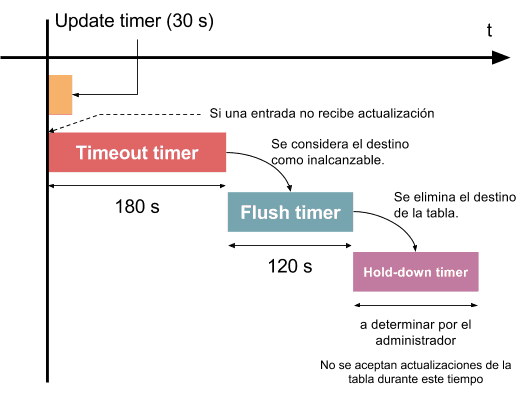 Update timer (30 s)
t
Si una entrada no recibe actualización
Timeout timer
Se considera el destino
como inalcanzable.
180 s
Flush timer
Se elimina el destino
de la tabla.
120 s
Hold-down timer
a determinar por el
administrador
No se aceptan actualizaciones de la
tabla durante este tiempo